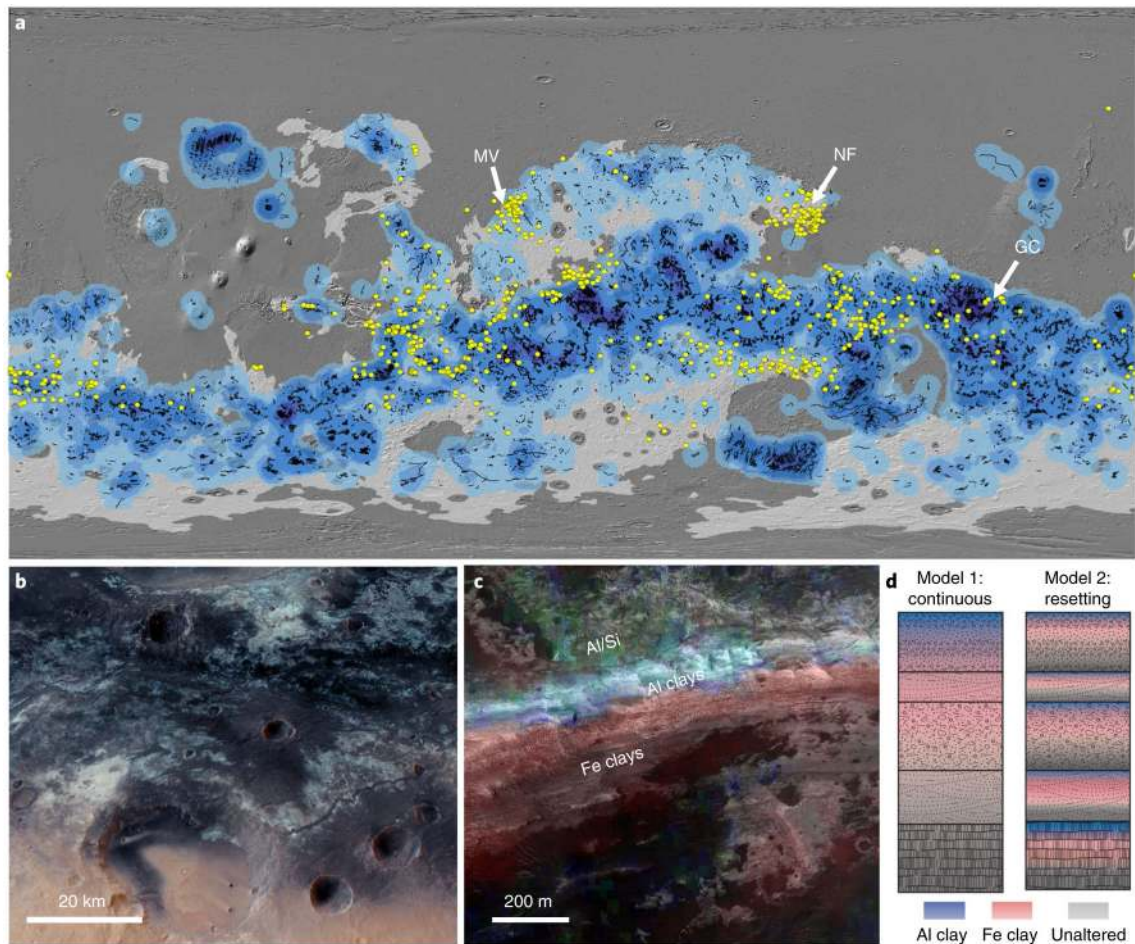 a
MV
NF
GC
b
20 km
c
Al/Si
Al clays
Fe clays
200 m
d
Model 1:
continuous
Model 2:
resetting
Al clay
Fe clay
Unaltered